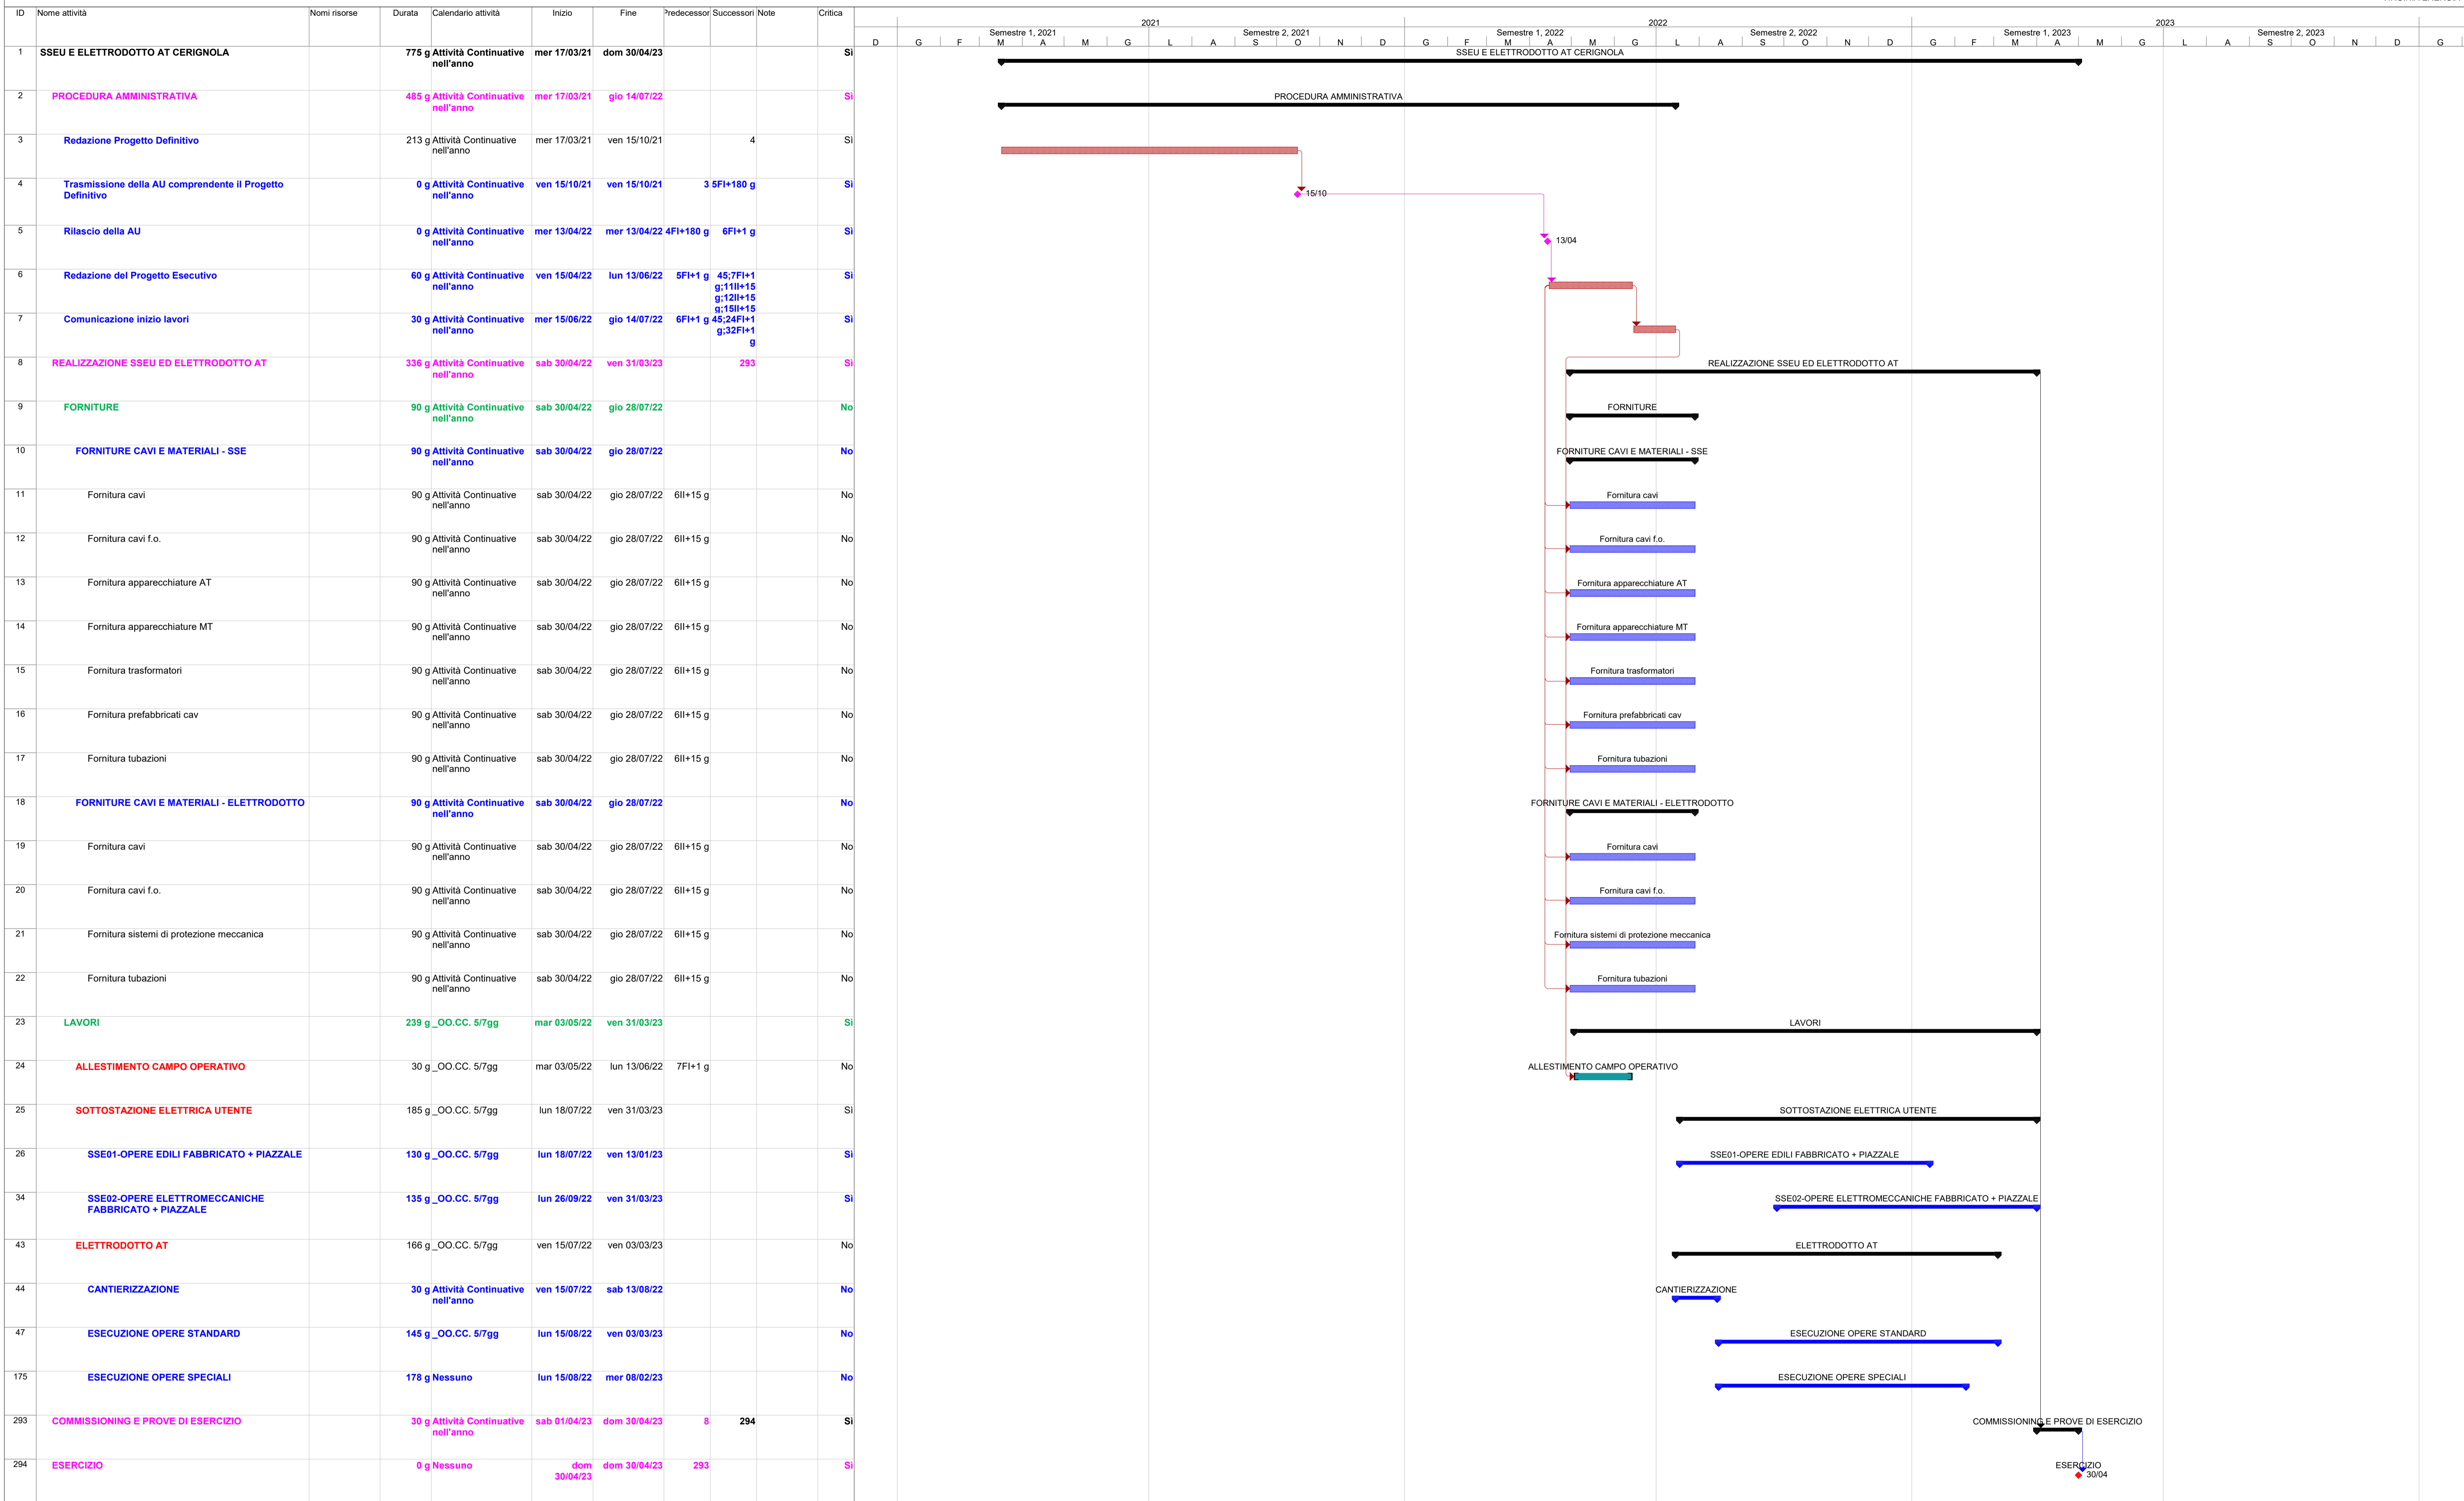 ID Nome attività Nomi risorse Durata Calendario attività Inizio Fine Predecessori Successori Note Critica
2021 2022 2023
Semestre 1, 2021 Semestre 2, 2021 Semestre 1, 2022 Semestre 2, 2022 Semestre 1, 2023 Semestre 2, 2023
D G F M A M G L A S O N D G F M A M G L A S O N D G F M A M G L A S O N D G
1 SSEU E ELETTRODOTTO AT CERIGNOLA 775 g Attività Continuative mer 17/03/21 dom 30/04/23 Sì SSEU E ELETTRODOTTO AT CERIGNOLA
nell'anno
2 PROCEDURA AMMINISTRATIVA 485 g Attività Continuative mer 17/03/21 gio 14/07/22 Sì PROCEDURA AMMINISTRATIVA
nell'anno
3 Redazione Progetto Definitivo 213 g Attività Continuative mer 17/03/21 ven 15/10/21 4 Sì
nell'anno
4 Trasmissione della AU comprendente il Progetto 0 g Attività Continuative ven 15/10/21 ven 15/10/21 3 5FI+180 g Sì 15/10
Definitivo nell'anno
5 Rilascio della AU 0 g Attività Continuative mer 13/04/22 mer 13/04/22 4FI+180 g 6FI+1 g Sì 13/04
nell'anno
6 Redazione del Progetto Esecutivo 60 g Attività Continuative ven 15/04/22 lun 13/06/22 5FI+1 g 45;7FI+1 Sì
nell'anno g;11II+15
g;12II+15
g;15II+15
7 Comunicazione inizio lavori 30 g Attività Continuative mer 15/06/22 gio 14/07/22 6FI+1 g 45;24FI+1 Sì
nell'anno g;32FI+1
g
8 REALIZZAZIONE SSEU ED ELETTRODOTTO AT 336 g Attività Continuative sab 30/04/22 ven 31/03/23 293 Sì REALIZZAZIONE SSEU ED ELETTRODOTTO AT
nell'anno
9 FORNITURE 90 g Attività Continuative sab 30/04/22 gio 28/07/22 No FORNITURE
nell'anno
10 FORNITURE CAVI E MATERIALI - SSE 90 g Attività Continuative sab 30/04/22 gio 28/07/22 No FORNITURE CAVI E MATERIALI - SSE
nell'anno
11 Fornitura cavi 90 g Attività Continuative sab 30/04/22 gio 28/07/22 6II+15 g No Fornitura cavi
nell'anno
12 Fornitura cavi f.o. 90 g Attività Continuative sab 30/04/22 gio 28/07/22 6II+15 g No Fornitura cavi f.o.
nell'anno
13 Fornitura apparecchiature AT 90 g Attività Continuative sab 30/04/22 gio 28/07/22 6II+15 g No Fornitura apparecchiature AT
nell'anno
14 Fornitura apparecchiature MT 90 g Attività Continuative sab 30/04/22 gio 28/07/22 6II+15 g No Fornitura apparecchiature MT
nell'anno
15 Fornitura trasformatori 90 g Attività Continuative sab 30/04/22 gio 28/07/22 6II+15 g No Fornitura trasformatori
nell'anno
16 Fornitura prefabbricati cav 90 g Attività Continuative sab 30/04/22 gio 28/07/22 6II+15 g No Fornitura prefabbricati cav
nell'anno
17 Fornitura tubazioni 90 g Attività Continuative sab 30/04/22 gio 28/07/22 6II+15 g No Fornitura tubazioni
nell'anno
18 FORNITURE CAVI E MATERIALI - ELETTRODOTTO 90 g Attività Continuative sab 30/04/22 gio 28/07/22 No FORNITURE CAVI E MATERIALI - ELETTRODOTTO
nell'anno
19 Fornitura cavi 90 g Attività Continuative sab 30/04/22 gio 28/07/22 6II+15 g No Fornitura cavi
nell'anno
20 Fornitura cavi f.o. 90 g Attività Continuative sab 30/04/22 gio 28/07/22 6II+15 g No Fornitura cavi f.o.
nell'anno
21 Fornitura sistemi di protezione meccanica 90 g Attività Continuative sab 30/04/22 gio 28/07/22 6II+15 g No Fornitura sistemi di protezione meccanica
nell'anno
22 Fornitura tubazioni 90 g Attività Continuative sab 30/04/22 gio 28/07/22 6II+15 g No Fornitura tubazioni
nell'anno
23 LAVORI 239 g _OO.CC. 5/7gg mar 03/05/22 ven 31/03/23 Sì LAVORI
24 ALLESTIMENTO CAMPO OPERATIVO 30 g _OO.CC. 5/7gg mar 03/05/22 lun 13/06/22 7FI+1 g No ALLESTIMENTO CAMPO OPERATIVO
25 SOTTOSTAZIONE ELETTRICA UTENTE 185 g _OO.CC. 5/7gg lun 18/07/22 ven 31/03/23 Sì SOTTOSTAZIONE ELETTRICA UTENTE
26 SSE01-OPERE EDILI FABBRICATO + PIAZZALE 130 g _OO.CC. 5/7gg lun 18/07/22 ven 13/01/23 Sì SSE01-OPERE EDILI FABBRICATO + PIAZZALE
34 SSE02-OPERE ELETTROMECCANICHE 135 g _OO.CC. 5/7gg lun 26/09/22 ven 31/03/23 Sì SSE02-OPERE ELETTROMECCANICHE FABBRICATO + PIAZZALE
FABBRICATO + PIAZZALE
43 ELETTRODOTTO AT 166 g _OO.CC. 5/7gg ven 15/07/22 ven 03/03/23 No ELETTRODOTTO AT
44 CANTIERIZZAZIONE 30 g Attività Continuative ven 15/07/22 sab 13/08/22 No CANTIERIZZAZIONE
nell'anno
47 ESECUZIONE OPERE STANDARD 145 g _OO.CC. 5/7gg lun 15/08/22 ven 03/03/23 No ESECUZIONE OPERE STANDARD
175 ESECUZIONE OPERE SPECIALI 178 g Nessuno lun 15/08/22 mer 08/02/23 No ESECUZIONE OPERE SPECIALI
293 COMMISSIONING E PROVE DI ESERCIZIO 30 g Attività Continuative sab 01/04/23 dom 30/04/23 8 294 Sì COMMISSIONING E PROVE DI ESERCIZIO
nell'anno
294 ESERCIZIO 0 g Nessuno dom dom 30/04/23 293 Sì ESERCIZIO
30/04/23 30/04